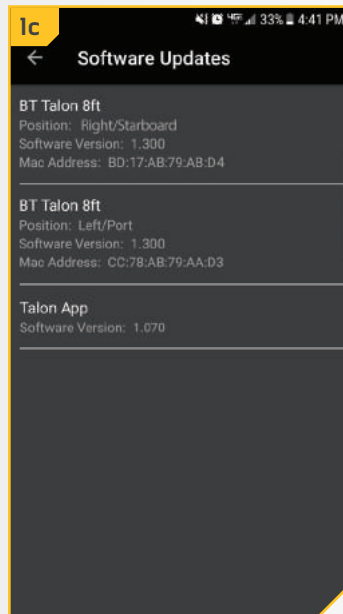 1c
33% 4:41 PM
Software Updates
BT Talon 8ft
Position: Right/Starboard
Software Version: 1.300
Mac Address: BD:17:AB:79:AB:D4
BT Talon 8ft
Position: Left/Port
Software Version: 1.300
Mac Address: CC:78:AB:79:AA:D3
Talon App
Software Version: 1.070